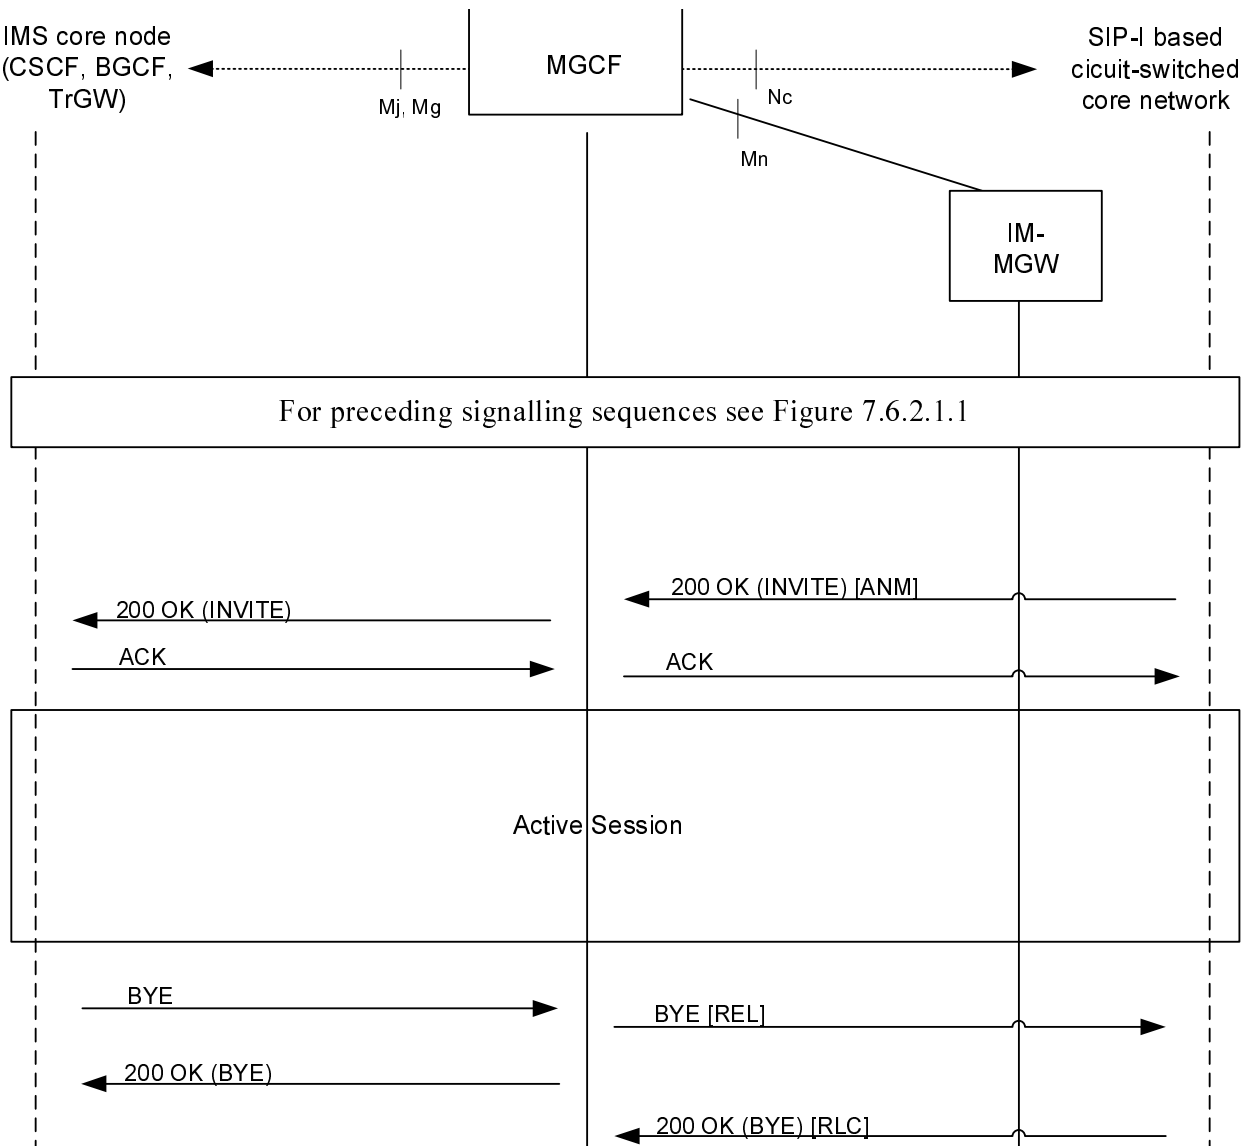 IMS core node
(CSCF, BGCF,
TrGW)
MGCF
SIP-I based
cicuit-switched
core network
Mj, Mg
Nc
Mn
IM-
MGW
For preceding signalling sequences see Figure 7.6.2.1.1
200 OK (INVITE) [ANM]
200 OK (INVITE)
ACK
ACK
Active Session
BYE
BYE [REL]
200 OK (BYE)
200 OK (BYE) [RLC]